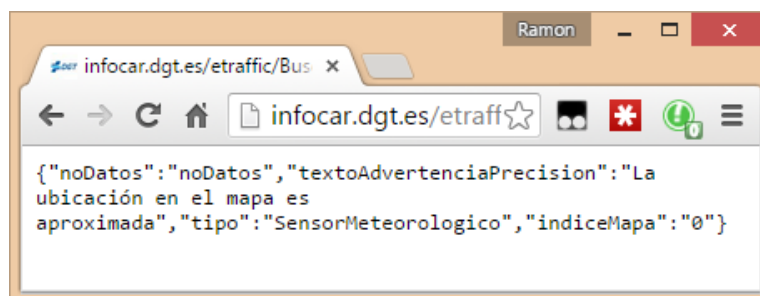 Ramon
infocar.dgt.es/etraffic/Bus
infocar.dgt.es/etraff
0
{"noDatos":"noDatos","textoAdvertenciaPrecision":"La
ubicación en el mapa es
aproximada","tipo":"SensorMeteorologico","indiceMapa":"0"}